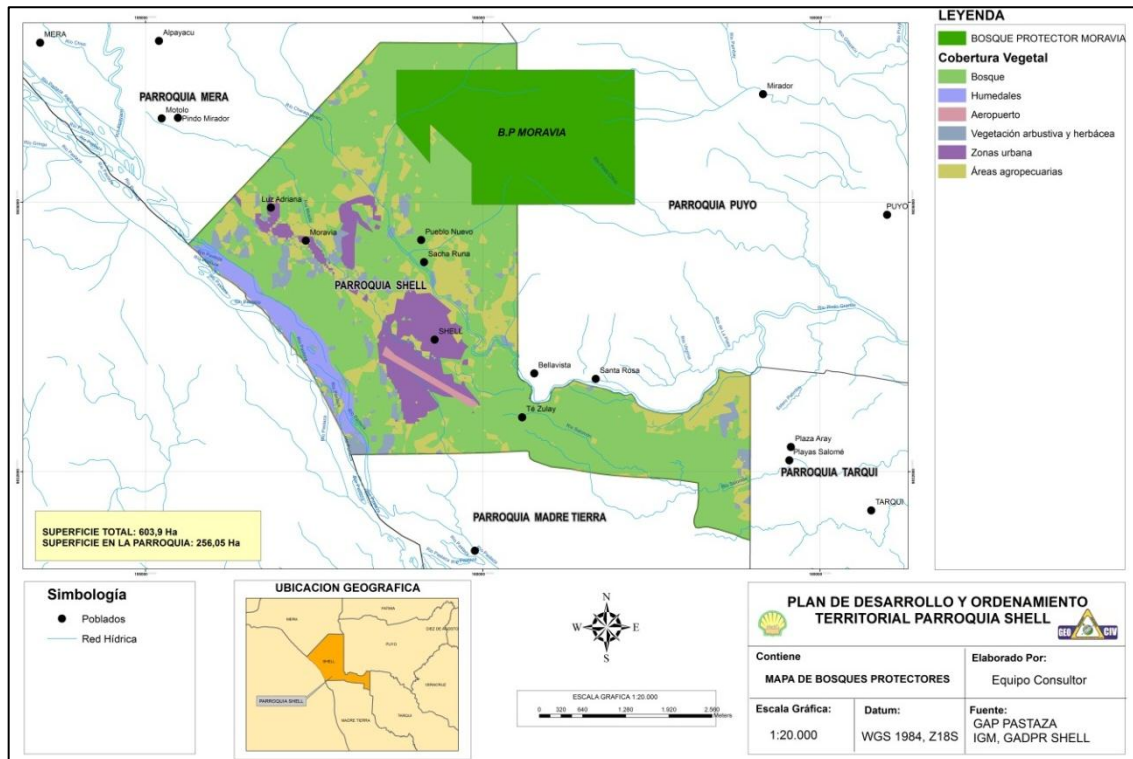 MERA
Alpayacu
PARROQUIA MERA
Motolo
Pindo Mirador
Mirador
B.P MORAVIA
PARROQUIA PUYO
PUYO
Luz Adriana
Moravia
Pueblo Nuevo
Sacha Runa
PARROQUIA SHELL
SHELL
Bellavista
Santa Rosa
Té Zulay
Plaza Aray
Playas Salomé
PARROQUIA TARQUI
TARQUI
PARROQUIA MADRE TIERRA
SUPERFICIE TOTAL: 603,9 Ha
SUPERFICIE EN LA PARROQUIA: 256,05 Ha
LEYENDA
BOSQUE PROTECTOR MORAVIA
Cobertura Vegetal
Bosque
Humedales
Aeropuerto
Vegetación arbustiva y herbácea
Zonas urbana
Áreas agropecuarias
Simbología
Poblados
Red Hídrica
UBICACION GEOGRAFICA
MERA
PUYO
SHELL
PARROQUIA SHELL
MADRE TIERRA
TARQUI
VERACRUZ
N
W
E
S
ESCALA GRAFICA 1:20.000
0 320 640 1.280 1.920 2.560
Meters
PLAN DE DESARROLLO Y ORDENAMIENTO
TERRITORIAL PARROQUIA SHELL
GEO CIV
Contiene
MAPA DE BOSQUES PROTECTORES
Elaborado Por:
Equipo Consultor
Escala Gráfica:
1:20.000
Datum:
WGS 1984, Z18S
Fuente:
GAP PASTAZA
IGM, GADPR SHELL